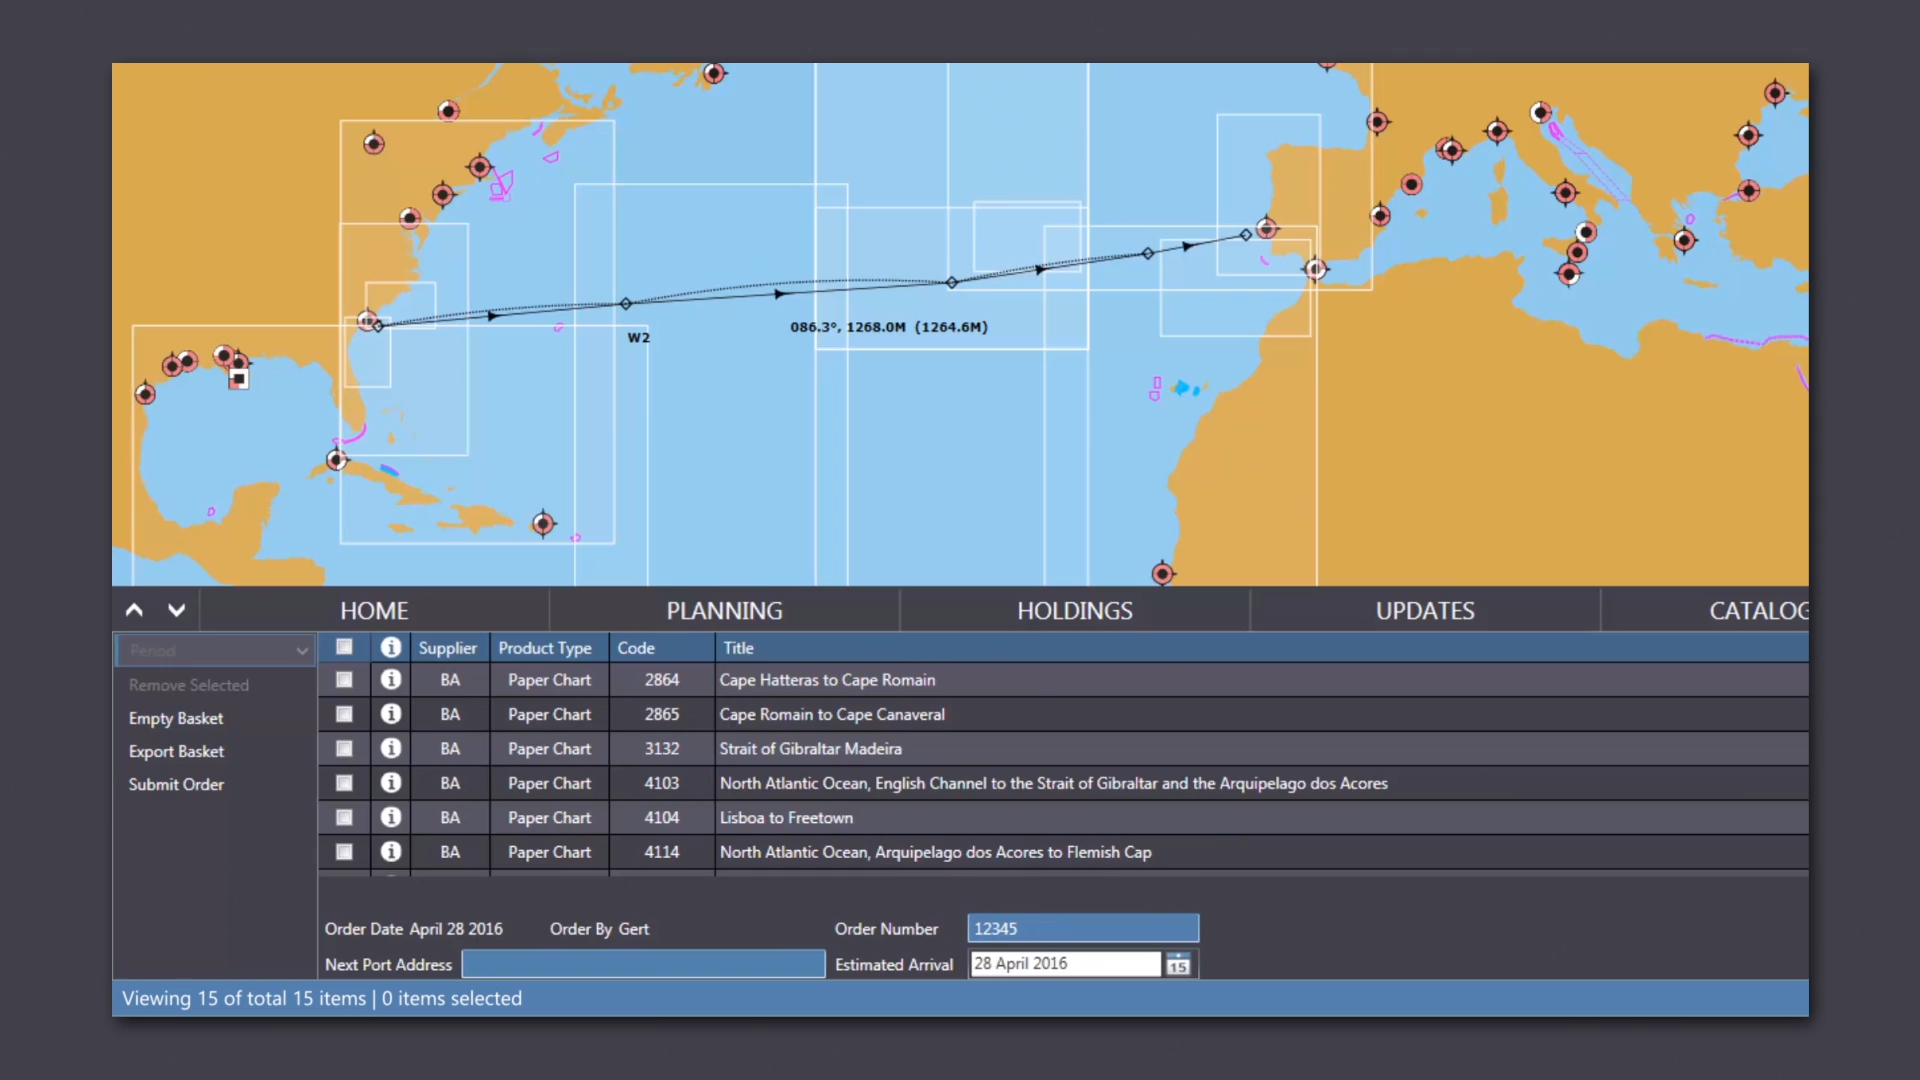 W2
086.3°, 1268.0M (1264.6M)
HOME PLANNING HOLDINGS UPDATES CATALOG
Period
Supplier Product Type Code Title
Remove Selected
Empty Basket
Export Basket
Submit Order
BA Paper Chart 2864 Cape Hatteras to Cape Romain
BA Paper Chart 2865 Cape Romain to Cape Canaveral
BA Paper Chart 3132 Strait of Gibraltar Madeira
BA Paper Chart 4103 North Atlantic Ocean, English Channel to the Strait of Gibraltar and the Arquipelago dos Acores
BA Paper Chart 4104 Lisboa to Freetown
BA Paper Chart 4114 North Atlantic Ocean, Arquipelago dos Acores to Flemish Cap
Order Date April 28 2016 Order By Gert Order Number 12345
Next Port Address Estimated Arrival 28 April 2016 15
Viewing 15 of total 15 items | 0 items selected